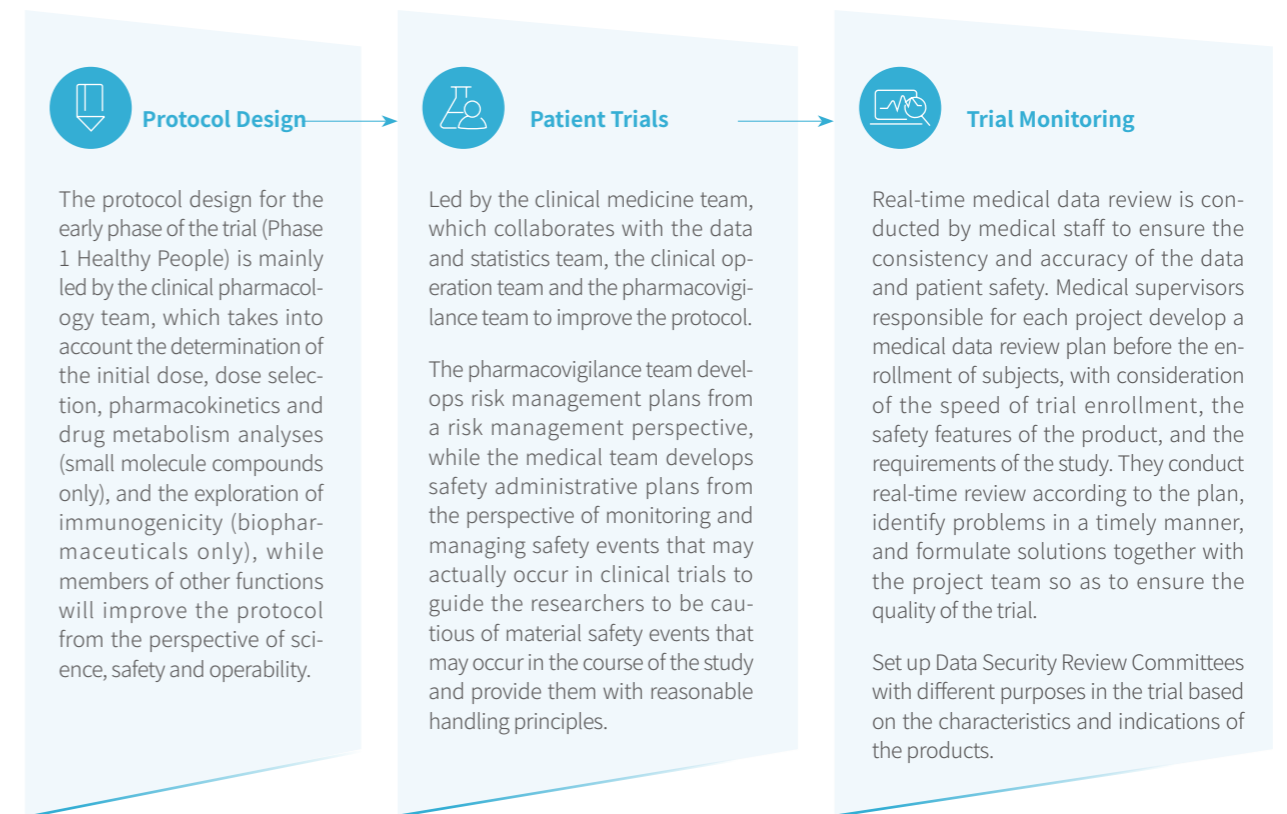 Protocol Design
The protocol design for the
early phase of the trial (Phase
1 Healthy People) is mainly
led by the clinical pharmacol-
ogy team, which takes into
account the determination of
the initial dose, dose selec-
tion, pharmacokinetics and
drug metabolism analyses
(small molecule compounds
only), and the exploration of
immunogenicity (biophar-
maceuticals only), while
members of other functions
will improve the protocol
from the perspective of sci-
ence, safety and operability.
Patient Trials
Led by the clinical medicine team,
which collaborates with the data
and statistics team, the clinical op-
eration team and the pharmacovigi-
lance team to improve the protocol.
The pharmacovigilance team devel-
ops risk management plans from
a risk management perspective,
while the medical team develops
safety administrative plans from
the perspective of monitoring and
managing safety events that may
actually occur in clinical trials to
guide the researchers to be cau-
tious of material safety events that
may occur in the course of the study
and provide them with reasonable
handling principles.
Trial Monitoring
Real-time medical data review is con-
ducted by medical staff to ensure the
consistency and accuracy of the data
and patient safety. Medical supervisors
responsible for each project develop a
medical data review plan before the en-
rollment of subjects, with consideration
of the speed of trial enrollment, the
safety features of the product, and the
requirements of the study. They conduct
real-time review according to the plan,
identify problems in a timely manner,
and formulate solutions together with
the project team so as to ensure the
quality of the trial.
Set up Data Security Review Committees
with different purposes in the trial based
on the characteristics and indications of
the products.